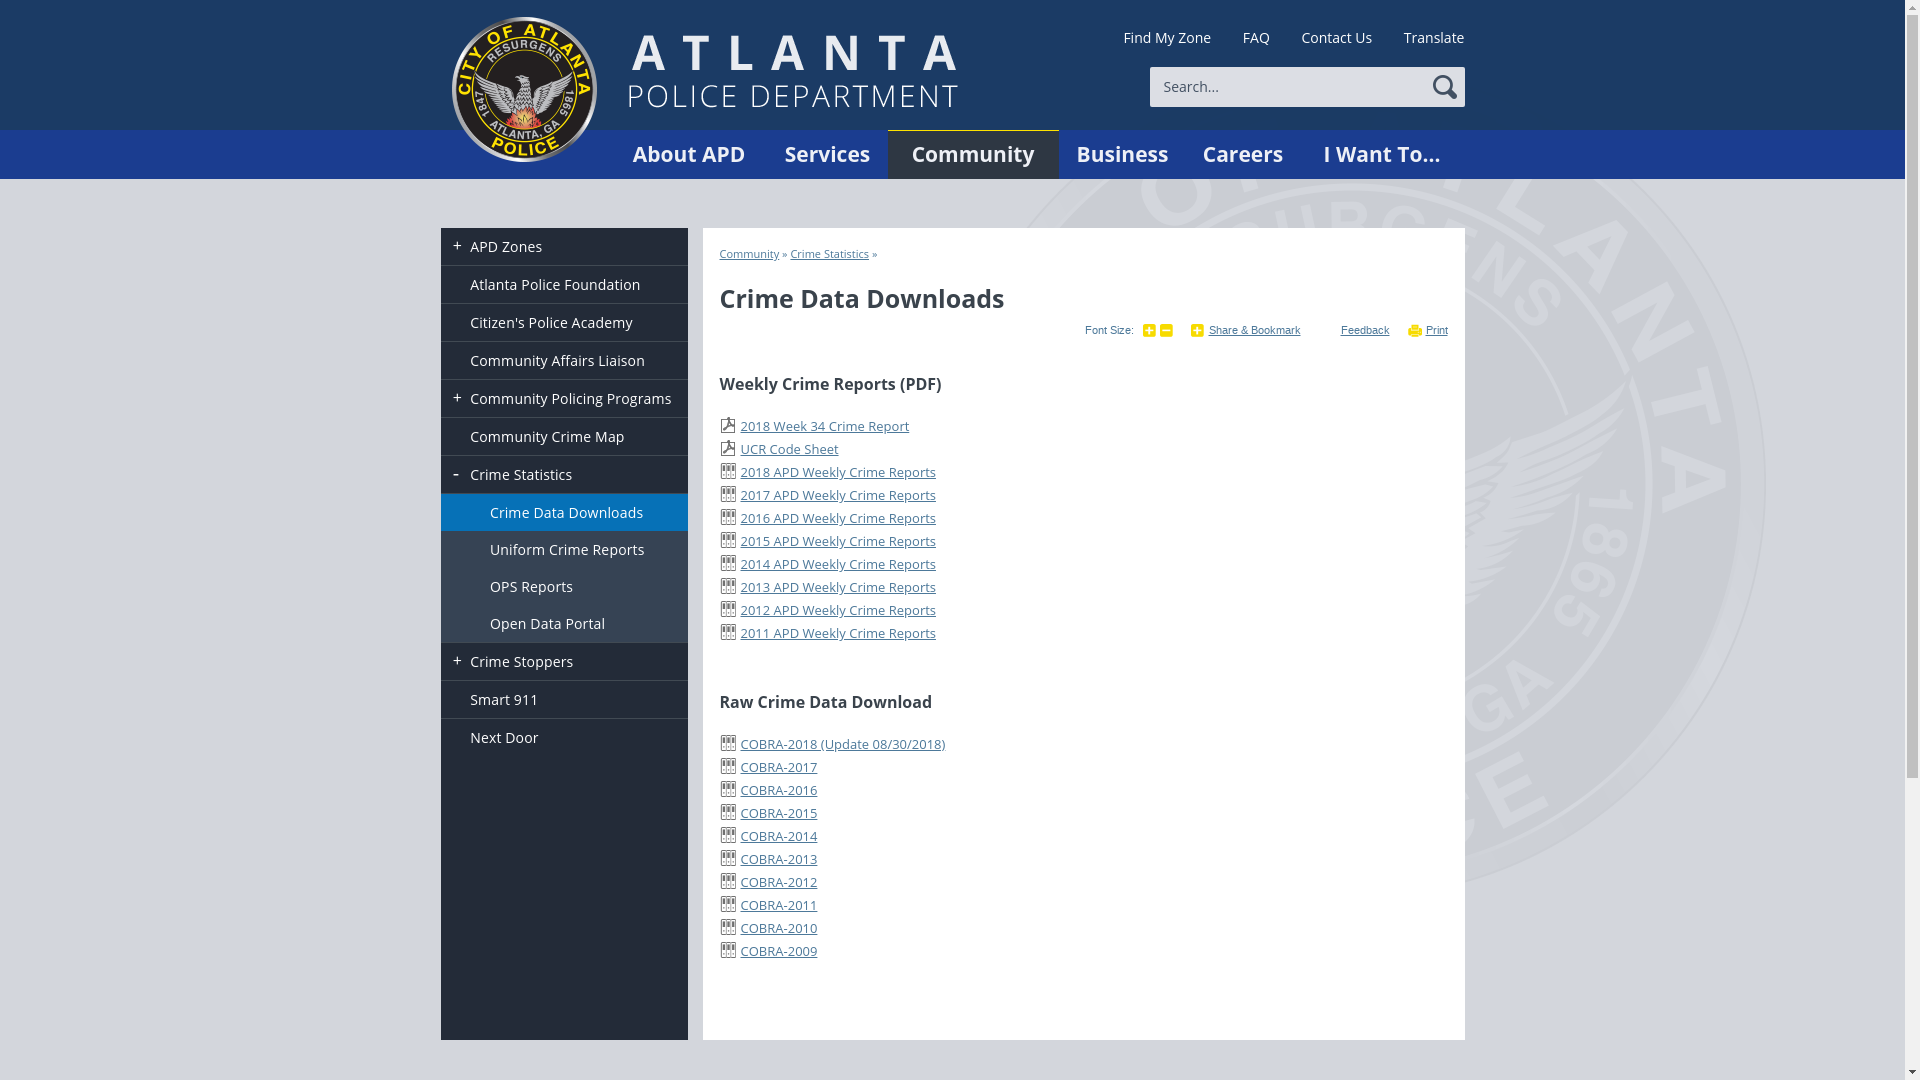 CITY OF ATLANTA
RESURGENS
1847 1865
ATLANTA, GA
POLICE
ATLANTA
POLICE DEPARTMENT
Find My Zone FAQ Contact Us Translate
Search...
About APD Services Community Business Careers I Want To...
+ APD Zones
Atlanta Police Foundation
Citizen's Police Academy
Community Affairs Liaison
+ Community Policing Programs
Community Crime Map
- Crime Statistics
Crime Data Downloads
Uniform Crime Reports
OPS Reports
Open Data Portal
+ Crime Stoppers
Smart 911
Next Door
Community » Crime Statistics »
Crime Data Downloads
Font Size: Share & Bookmark Feedback Print
Weekly Crime Reports (PDF)
2018 Week 34 Crime Report
UCR Code Sheet
2018 APD Weekly Crime Reports
2017 APD Weekly Crime Reports
2016 APD Weekly Crime Reports
2015 APD Weekly Crime Reports
2014 APD Weekly Crime Reports
2013 APD Weekly Crime Reports
2012 APD Weekly Crime Reports
2011 APD Weekly Crime Reports
Raw Crime Data Download
COBRA-2018 (Update 08/30/2018)
COBRA-2017
COBRA-2016
COBRA-2015
COBRA-2014
COBRA-2013
COBRA-2012
COBRA-2011
COBRA-2010
COBRA-2009
OF ATLANTA
SURGENS
1865
GA
CE